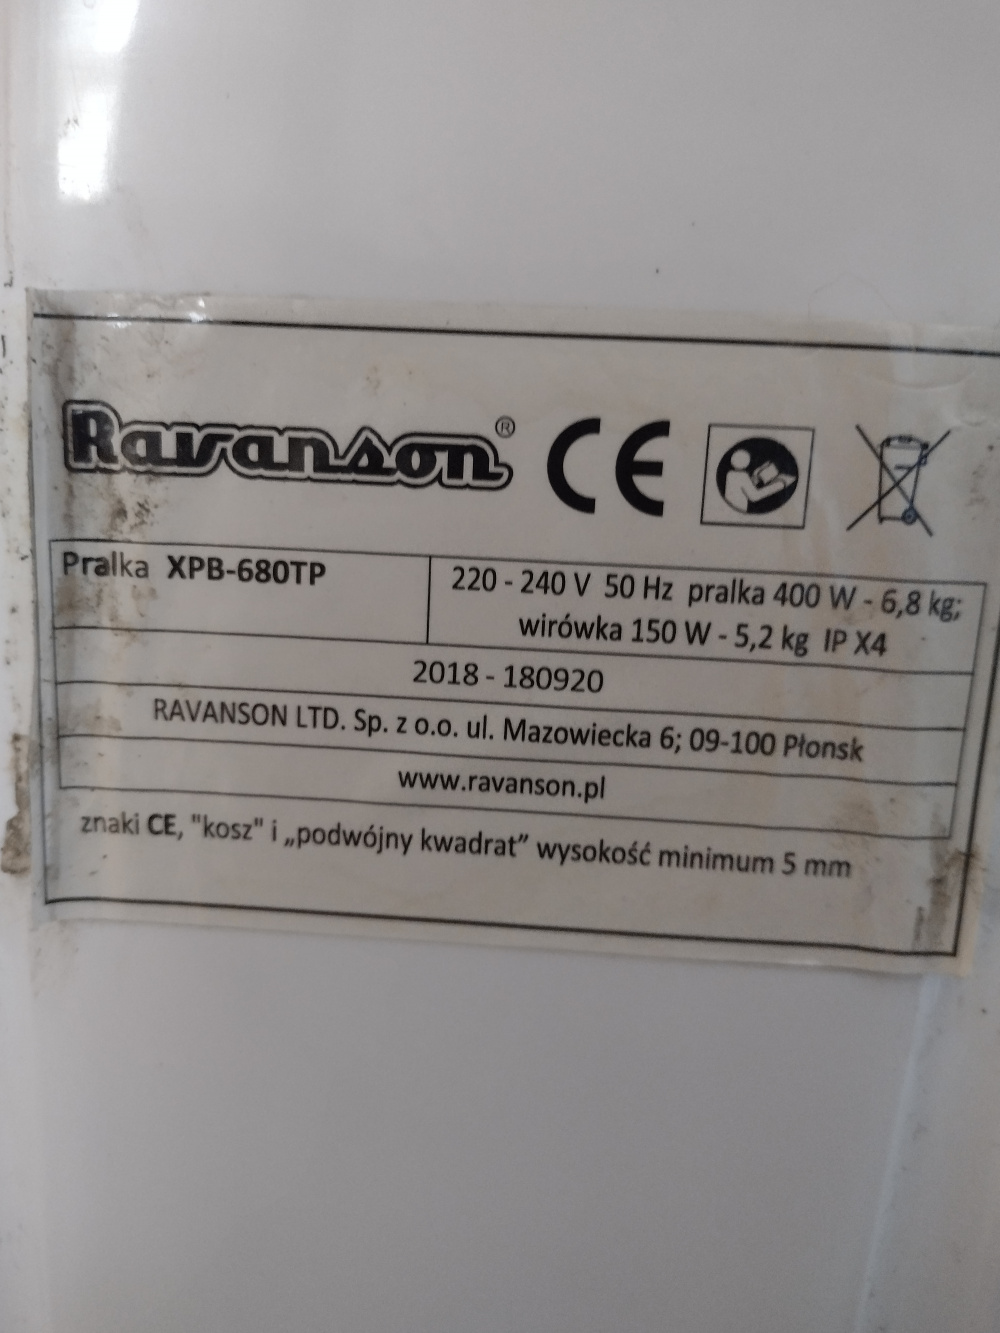 Ravanson® CE
Pralka XPB-680TP
220 - 240 V 50 Hz pralka 400 W - 6,8 kg;
wirówka 150 W - 5,2 kg IP X4
2018 - 180920
RAVANSON LTD. Sp. z o.o. ul. Mazowiecka 6; 09-100 Płonsk
www.ravanson.pl
znaki CE, "kosz" i „podwójny kwadrat” wysokość minimum 5 mm